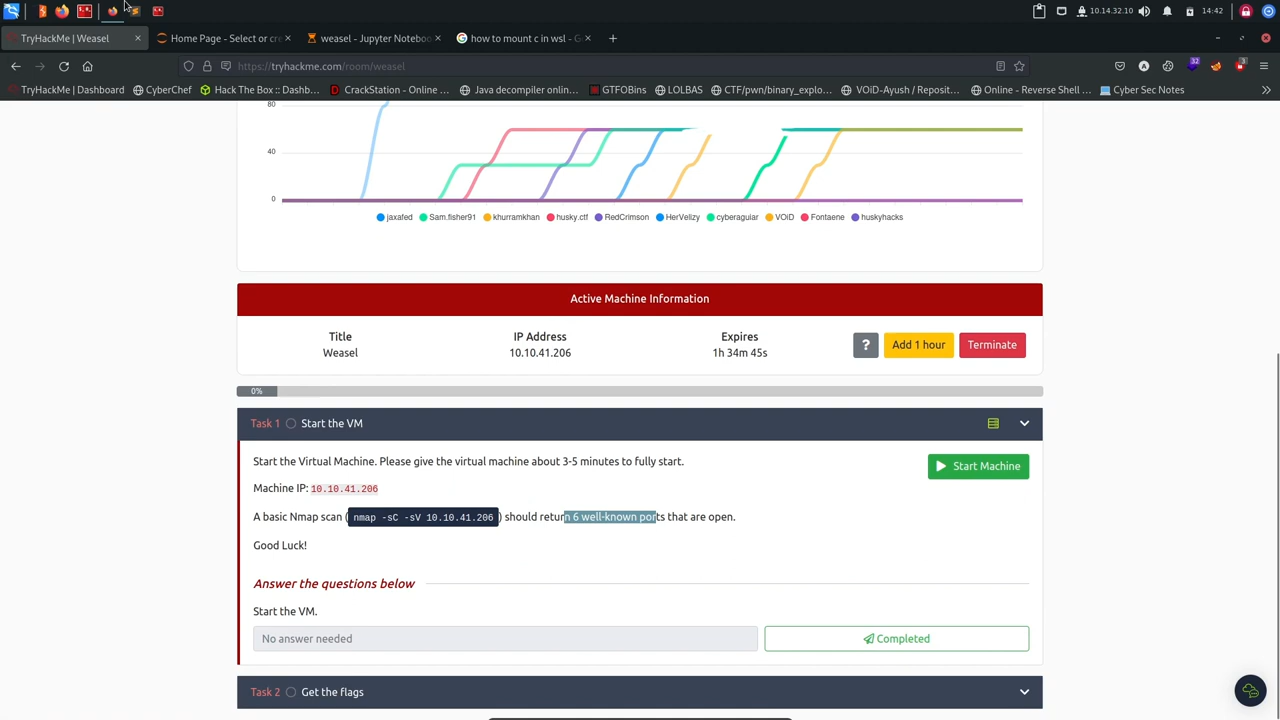 10.14.32.10
14:42
TryHackMe | Weasel
Home Page - Select or cre
weasel - Jupyter Noteboo
how to mount c in wsl - G
https://tryhackme.com/room/weasel
TryHackMe | Dashboard
CyberChef
Hack The Box :: Dashb…
CrackStation - Online …
Java decompiler onlin…
GTFOBins
LOLBAS
CTF/pwn/binary_explo…
VOiD-Ayush / Reposit…
Online - Reverse Shell …
Cyber Sec Notes
80
40
0
jaxafed
Sam.fisher91
khurramkhan
husky.ctf
RedCrimson
HerVelizy
cyberaguiar
VOiD
Fontaene
huskyhacks
Active Machine Information
Title
IP Address
Expires
Weasel
10.10.41.206
1h 34m 45s
?
Add 1 hour
Terminate
0%
Task 1
Start the VM
Start the Virtual Machine. Please give the virtual machine about 3-5 minutes to fully start.
Start Machine
Machine IP: 10.10.41.206
A basic Nmap scan (nmap -sC -sV 10.10.41.206) should return 6 well-known ports that are open.
Good Luck!
Answer the questions below
Start the VM.
No answer needed
Completed
Task 2
Get the flags